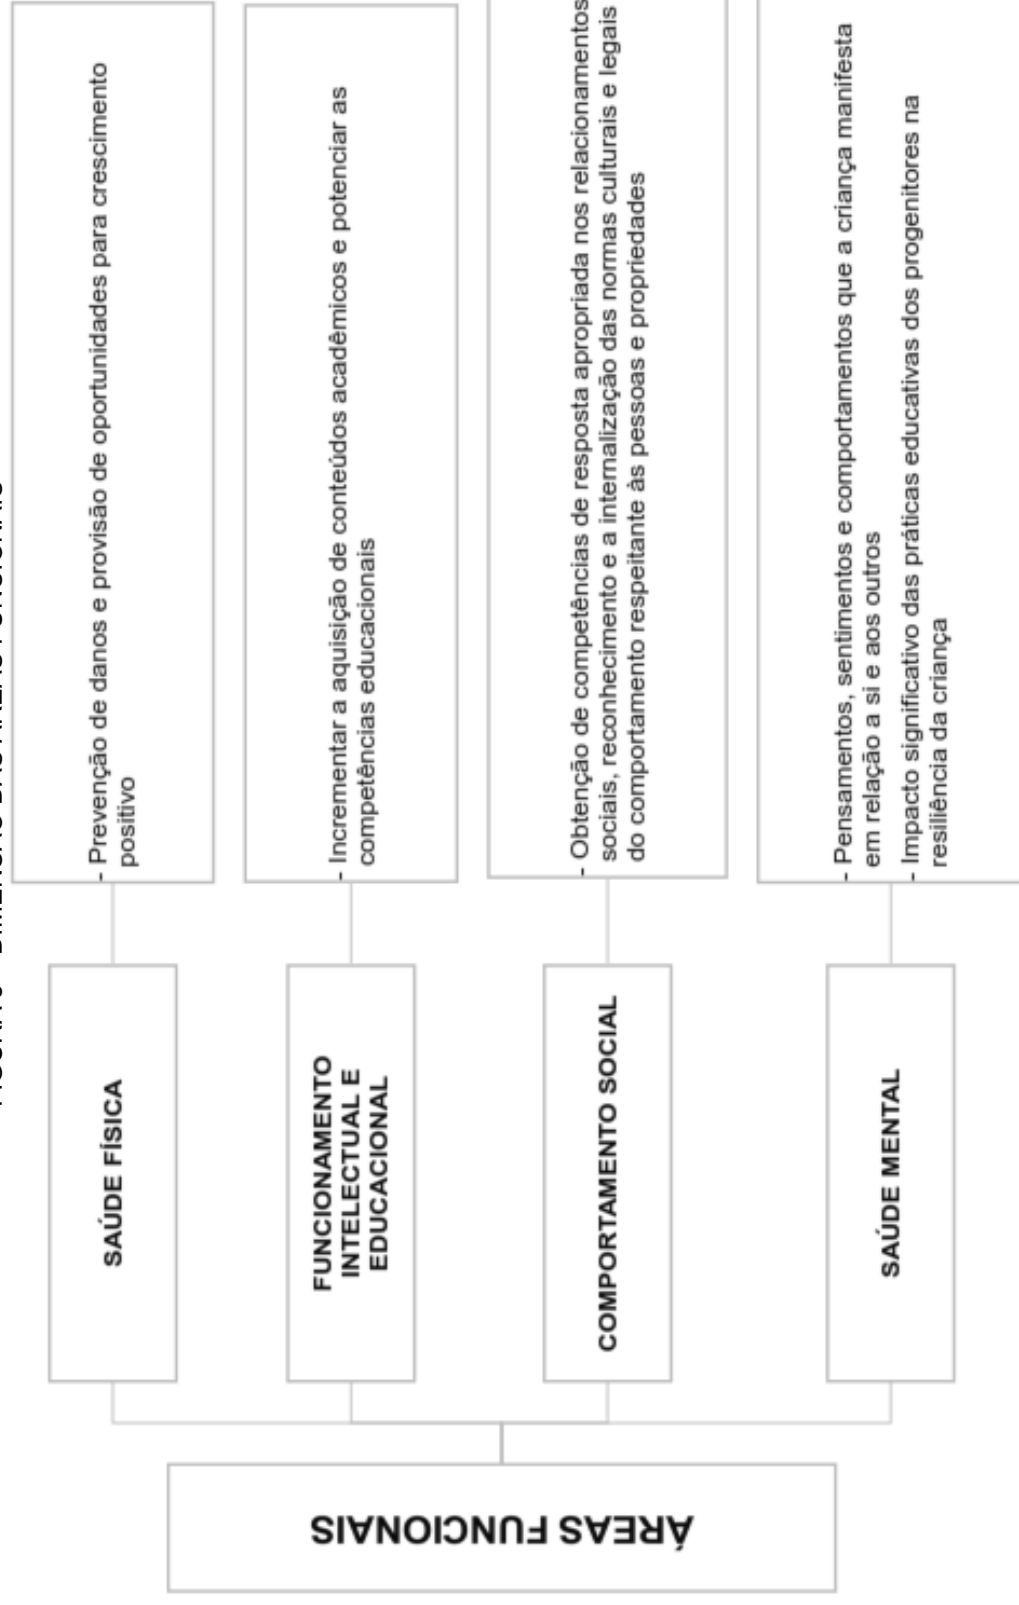 ÁREAS FUNCIONAIS
SAÚDE FÍSICA
- Prevenção de danos e provisão de oportunidades para crescimento
positivo
FUNCIONAMENTO
INTELECTUAL E
EDUCACIONAL
- Incrementar a aquisição de conteúdos acadêmicos e potenciar as
competências educacionais
COMPORTAMENTO SOCIAL
- Obtenção de competências de resposta apropriada nos relacionamentos
sociais, reconhecimento e a internalização das normas culturais e legais
do comportamento respeitante às pessoas e propriedades
SAÚDE MENTAL
- Pensamentos, sentimentos e comportamentos que a criança manifesta
em relação a si e aos outros
- Impacto significativo das práticas educativas dos progenitores na
resiliência da criança